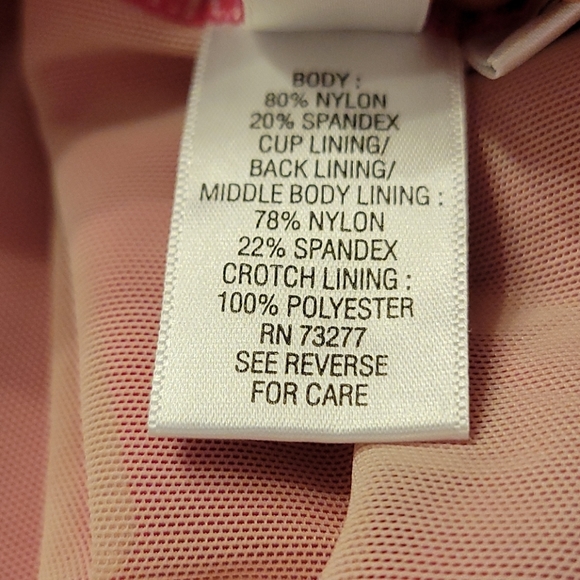 BODY :
80% NYLON
20% SPANDEX
CUP LINING/
BACK LINING/
MIDDLE BODY LINING :
78% NYLON
22% SPANDEX
CROTCH LINING :
100% POLYESTER
RN 73277
SEE REVERSE
FOR CARE